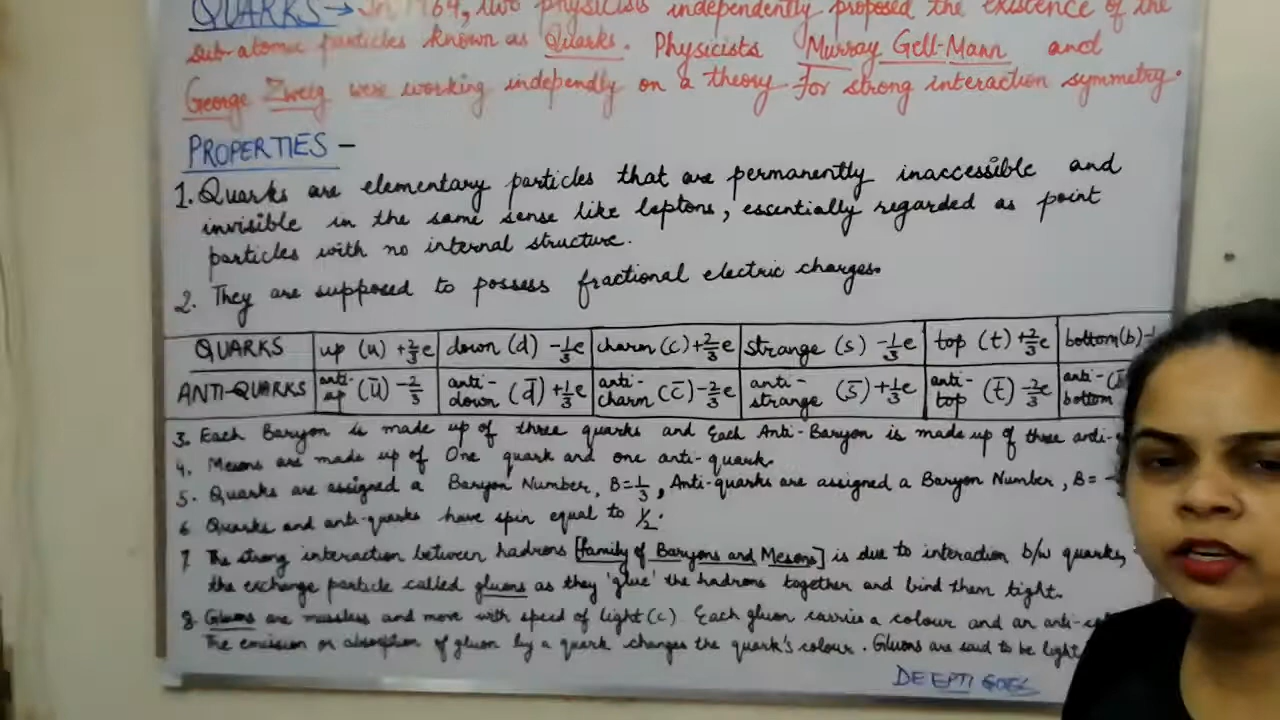 QUARKS → In 1964, two physicists independently proposed the existence of the
sub-atomic particles known as Quarks. Physicists Murray Gell-Mann and
George Zweig were working independly on a theory for strong interaction symmetry.
PROPERTIES -
1. Quarks are elementary particles that are permanently inaccessible and
invisible in the same sense like leptons, essentially regarded as point
particles with no internal structure.
2. They are supposed to possess fractional electric charges.
QUARKS up (u) +2/3e down (d) -1/3e charm (c) +2/3e strange (s) -1/3e top (t) +2/3e bottom (b) -1
ANTI-QUARKS anti-up (ū) -2/3 anti-down (d̄) +1/3e anti-charm (c̄) -2/3e anti-strange (s̄) +1/3e anti-top (t̄) -2/3e anti-bottom
3. Each Baryon is made up of three quarks and Each Anti-Baryon is made up of three anti-q
4. Mesons are made up of One quark and one anti-quark.
5. Quarks are assigned a Baryon Number, B=1/3, Anti-quarks are assigned a Baryon Number, B= -
6 Quarks and anti-quarks have spin equal to 1/2.
7. The strong interaction between hadrons [family of Baryons and Mesons] is due to interaction b/w quarks,
the exchange particle called gluons as they 'glue' the hadrons together and bind them tight.
8. Gluons are massless and move with speed of light (c). Each gluon carries a colour and an anti-
The emission or absorption of gluon by a quark changes the quark's colour. Gluons are said to be light
DEEPTI GOEL